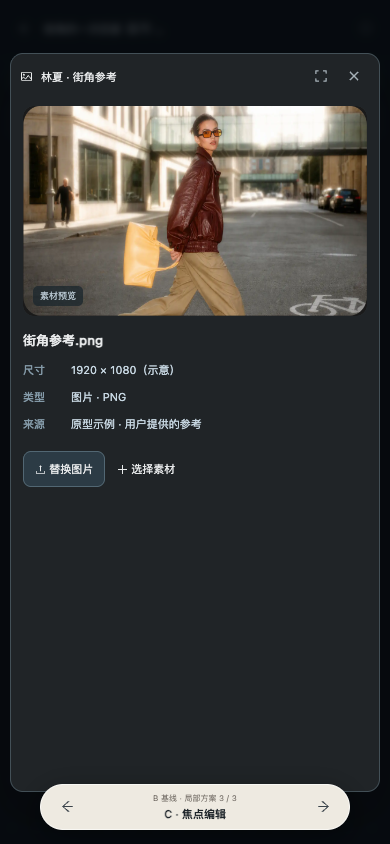 林夏 · 街角参考
素材预览
街角参考.png
尺寸 1920 × 1080（示意）
类型 图片 · PNG
来源 原型示例 · 用户提供的参考
替换图片 选择素材
B 基线 · 局部方案 3 / 3
C · 焦点编辑